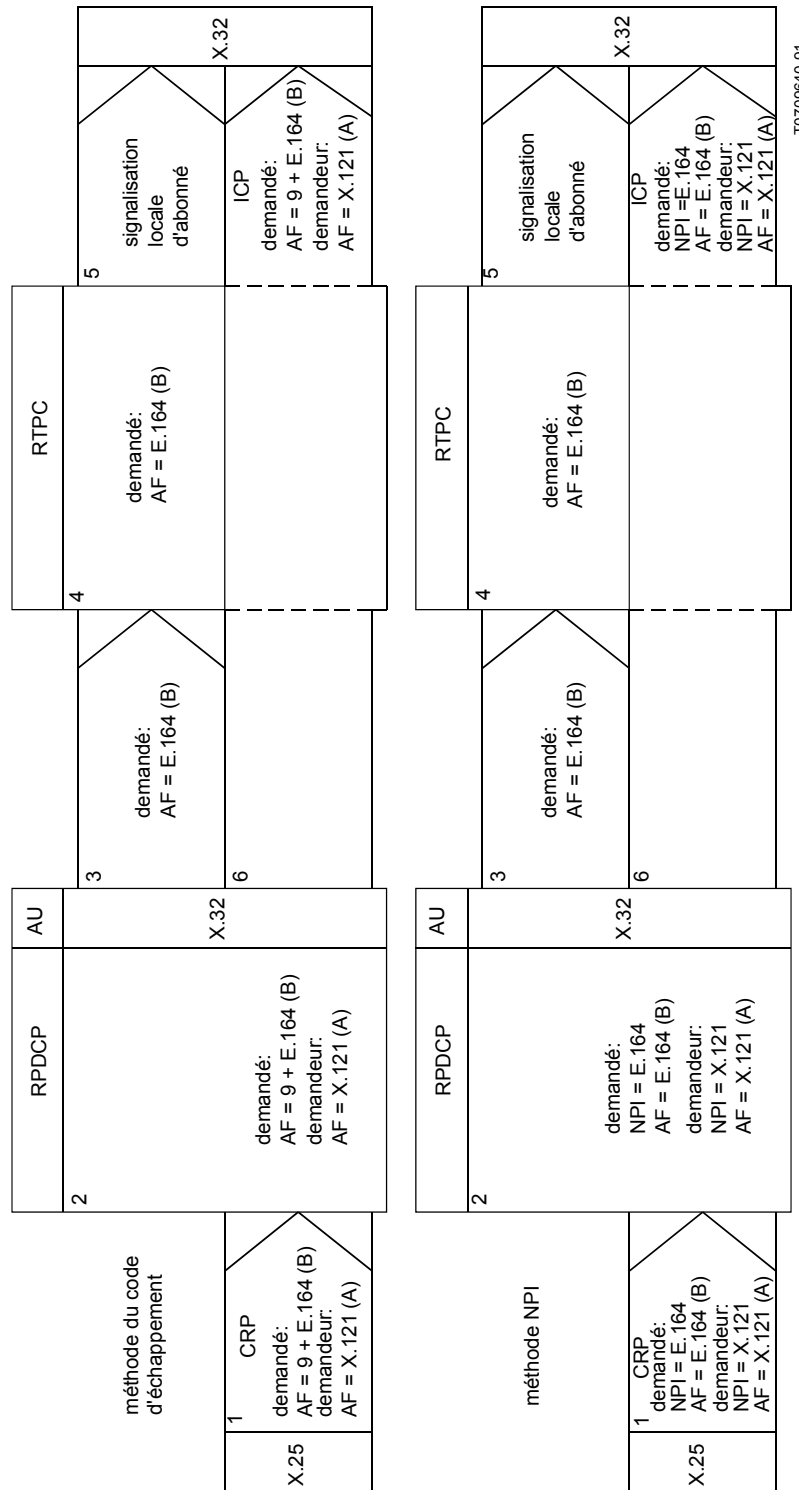 méthode du code
d'échappement
RPDCP
AU
RTPC
X.25
1
CRP
demandé:
AF = 9 + E.164 (B)
demandeur:
AF = X.121 (A)
2
demandé:
AF = 9 + E.164 (B)
demandeur:
AF = X.121 (A)
X.32
3
demandé:
AF = E.164 (B)
6
4
demandé:
AF = E.164 (B)
5
signalisation
locale
d'abonné
ICP
demandé:
AF = 9 + E.164 (B)
demandeur:
AF = X.121 (A)
X.32
méthode NPI
RPDCP
AU
RTPC
X.25
1
CRP
demandé:
NPI = E.164
AF = E.164 (B)
demandeur:
NPI = X.121
AF = X.121 (A)
2
demandé:
NPI = E.164
AF = E.164 (B)
demandeur:
NPI = X.121
AF = X.121 (A)
X.32
3
demandé:
AF = E.164 (B)
6
4
demandé:
AF = E.164 (B)
5
signalisation
locale
d'abonné
ICP
demandé:
NPI =E.164
AF = E.164 (B)
demandeur:
NPI = X.121
AF = X.121 (A)
X.32